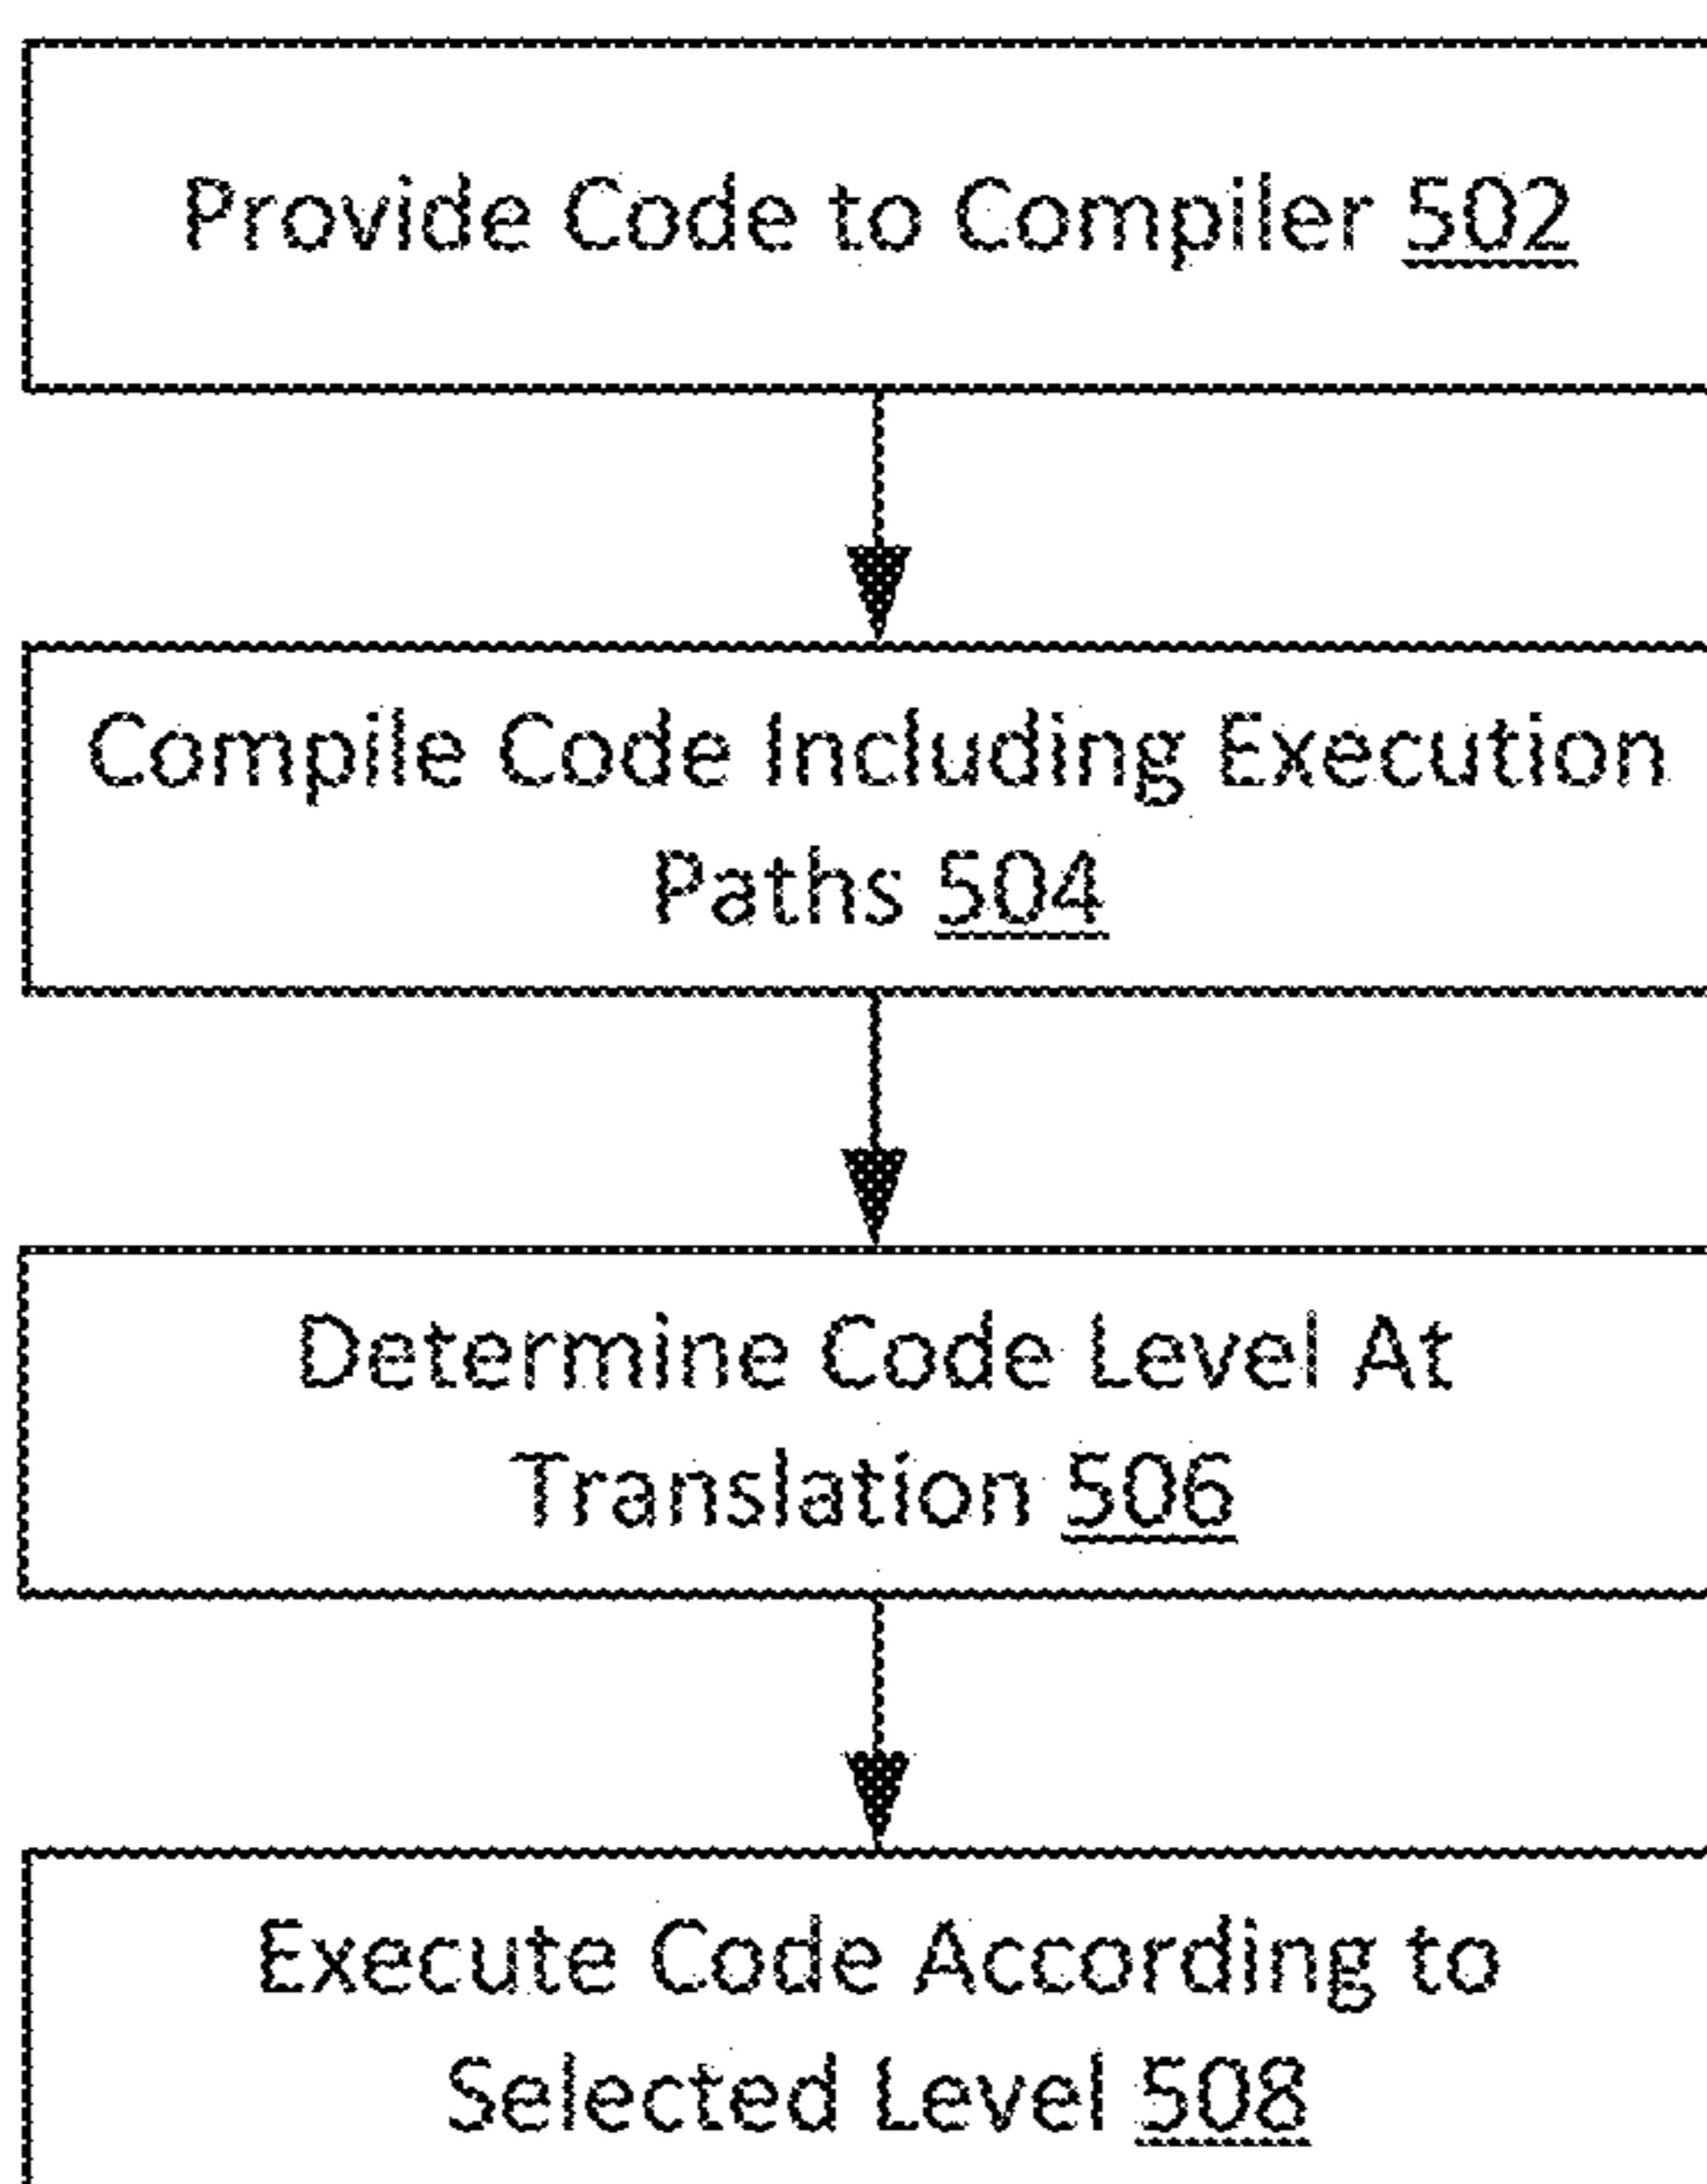 Provide Code to Compiler 502
Compile Code Including Execution
Paths 504
Determine Code Level At
Translation 506
Execute Code According to
Selected Level 508